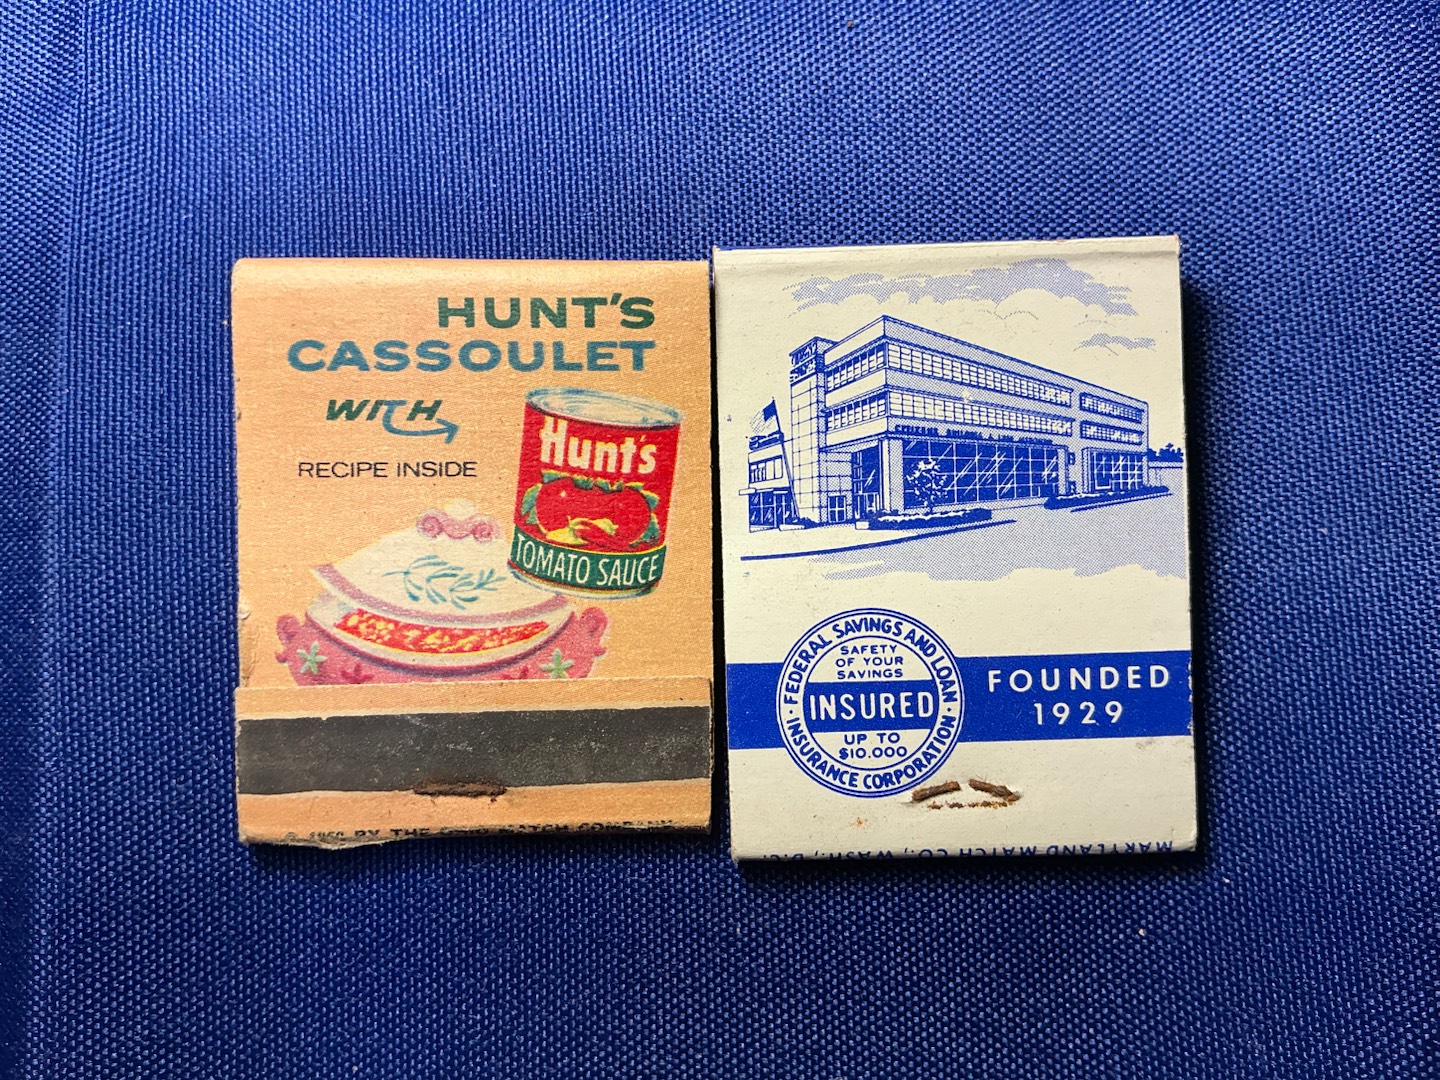 HUNT'S
CASSOULET
WITH
RECIPE INSIDE
Hunt's
TOMATO SAUCE
BY THE MATCH COMPANY
FEDERAL SAVINGS AND LOAN
INSURANCE CORPORATION
SAFETY
OF YOUR
SAVINGS
INSURED
UP TO
$10.000
FOUNDED
1929
MARYLAND MATCH CO., WASH., D.C.